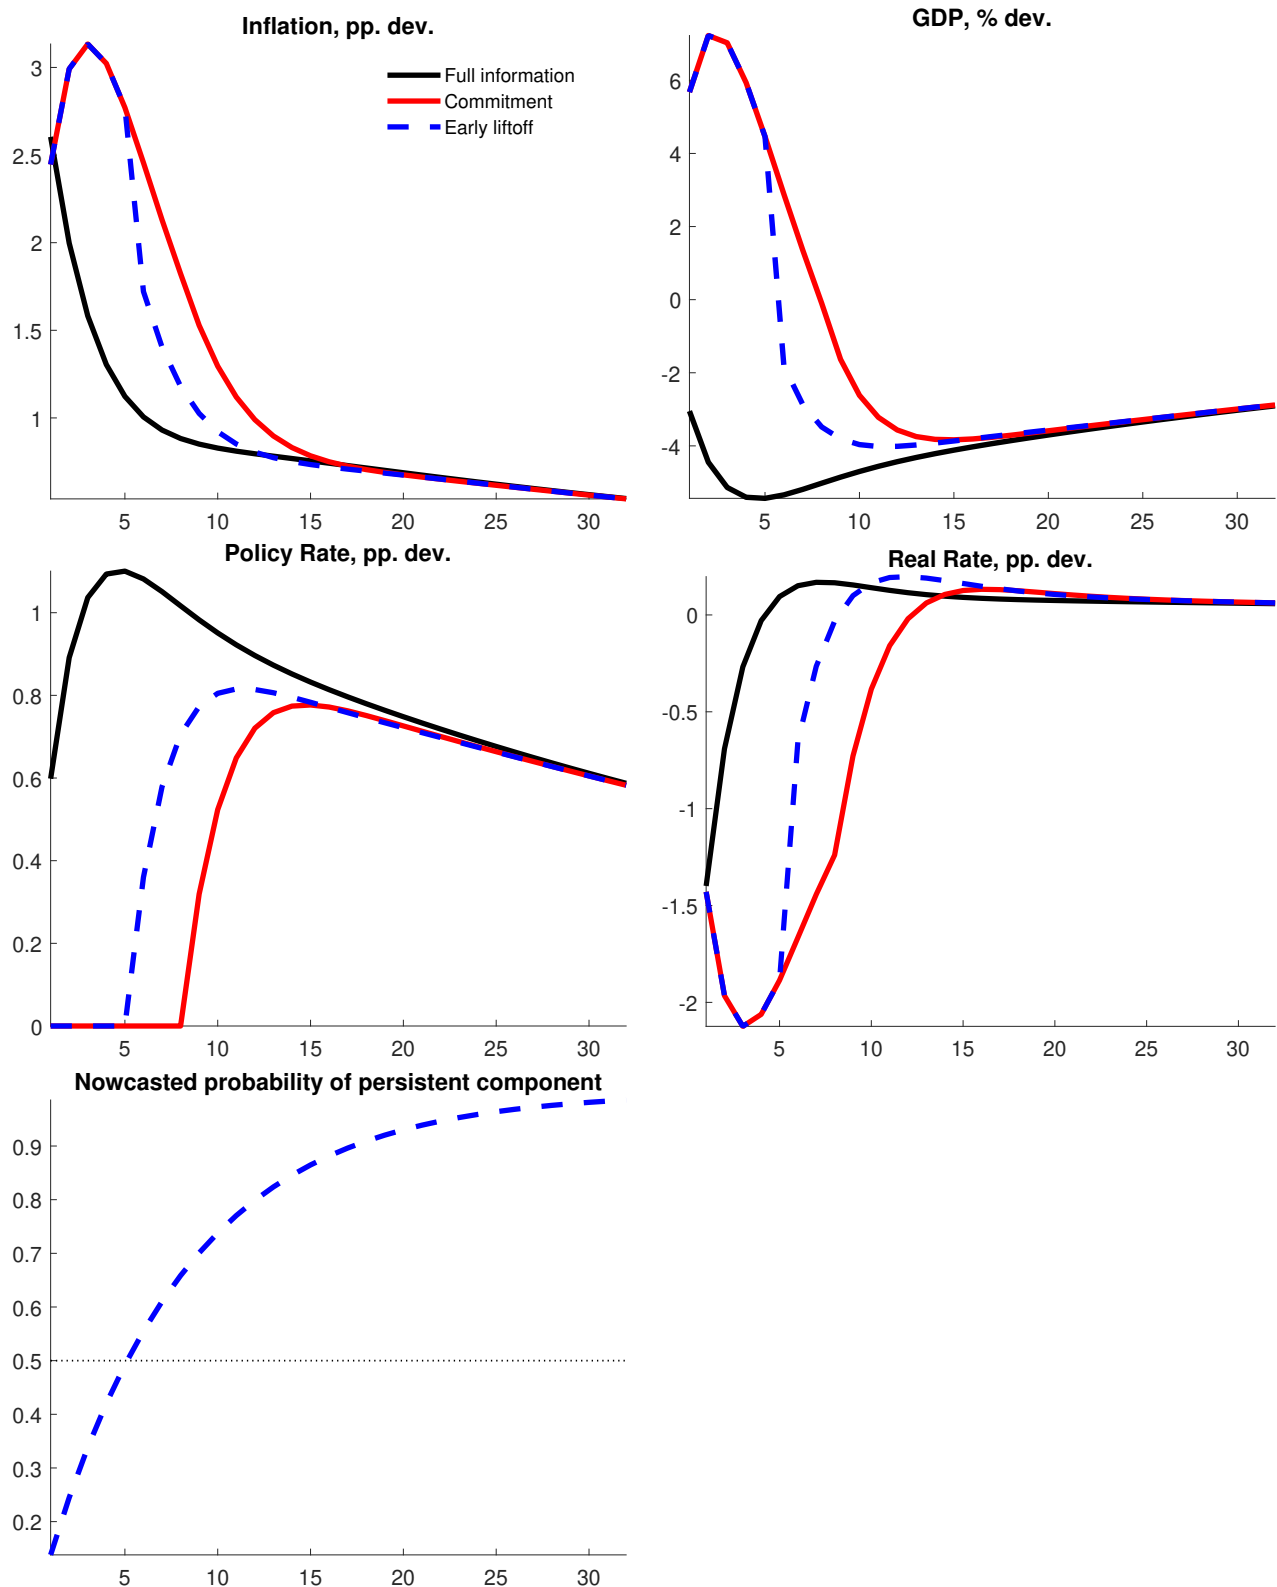 Inflation, pp. dev.
3
2.5
2
1.5
1
5 10 15 20 25 30
Full information
Commitment
Early liftoff
GDP, % dev.
6
4
2
0
-2
-4
5 10 15 20 25 30
Policy Rate, pp. dev.
1
0.8
0.6
0.4
0.2
0
5 10 15 20 25 30
Real Rate, pp. dev.
0
-0.5
-1
-1.5
-2
5 10 15 20 25 30
Nowcasted probability of persistent component
0.9
0.8
0.7
0.6
0.5
0.4
0.3
0.2
5 10 15 20 25 30